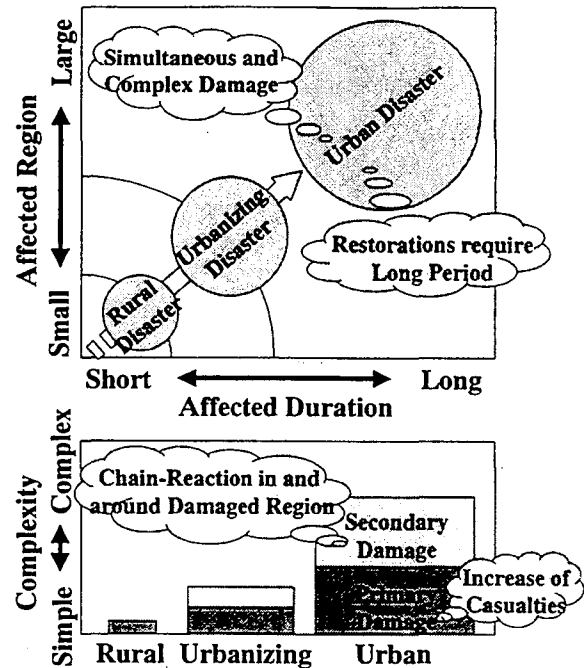 Large
Affected Region
Small
Simultaneous and
Complex Damage
Urban Disaster
Urbanizing
Disaster
Rural
Disaster
Restorations require
Long Period
Short
Long
Affected Duration
Complex
Complexity
Simple
Chain-Reaction in and
around Damaged Region
Secondary
Damage
Primary
Damage
Increase of
Casualties
Rural
Urbanizing
Urban